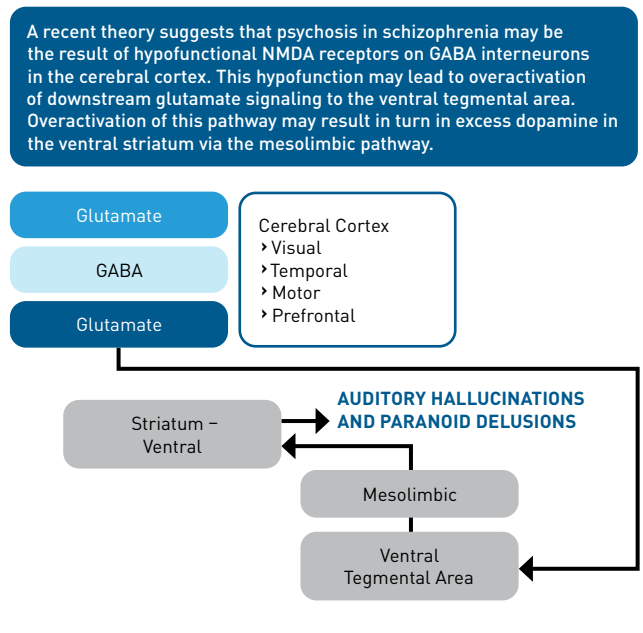 A recent theory suggests that psychosis in schizophrenia may be
the result of hypofunctional NMDA receptors on GABA interneurons
in the cerebral cortex. This hypofunction may lead to overactivation
of downstream glutamate signaling to the ventral tegmental area.
Overactivation of this pathway may result in turn in excess dopamine in
the ventral striatum via the mesolimbic pathway.
Glutamate
GABA
Glutamate
Cerebral Cortex
› Visual
› Temporal
› Motor
› Prefrontal
AUDITORY HALLUCINATIONS
AND PARANOID DELUSIONS
Striatum –
Ventral
Mesolimbic
Ventral
Tegmental Area